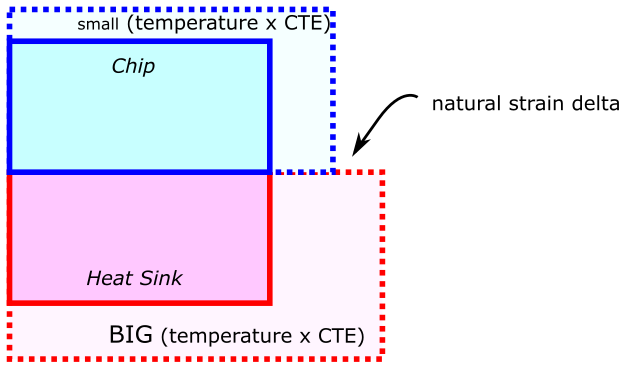 small (temperature x CTE)
Chip
natural strain delta
Heat Sink
BIG (temperature x CTE)